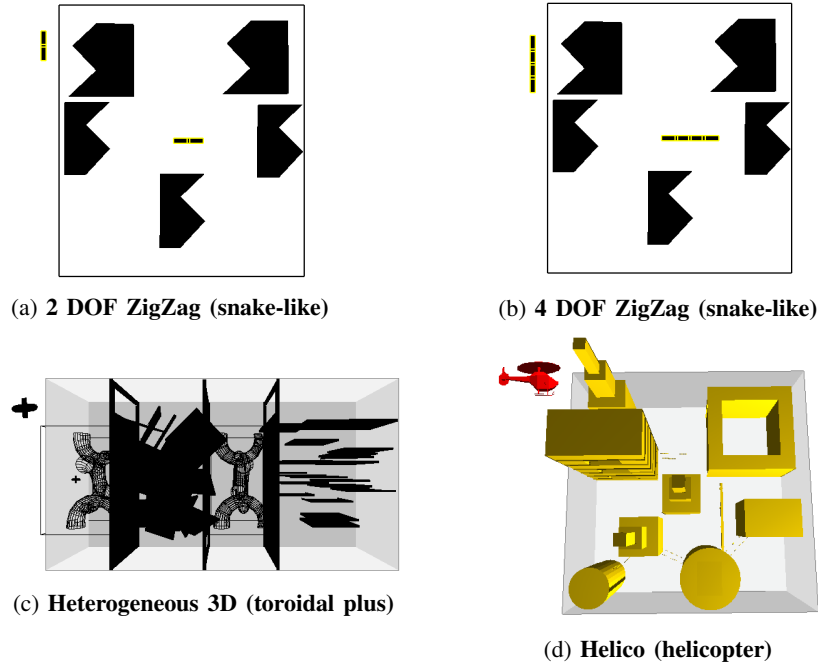 (a) 2 DOF ZigZag (snake-like)
(b) 4 DOF ZigZag (snake-like)
(c) Heterogeneous 3D (toroidal plus)
(d) Helico (helicopter)